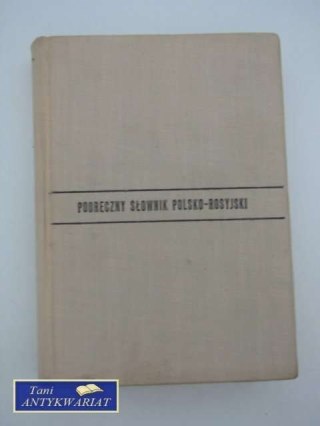 PODRĘCZNY SŁOWNIK POLSKO-ROSYJSKI
Tani
ANTYKWARIAT